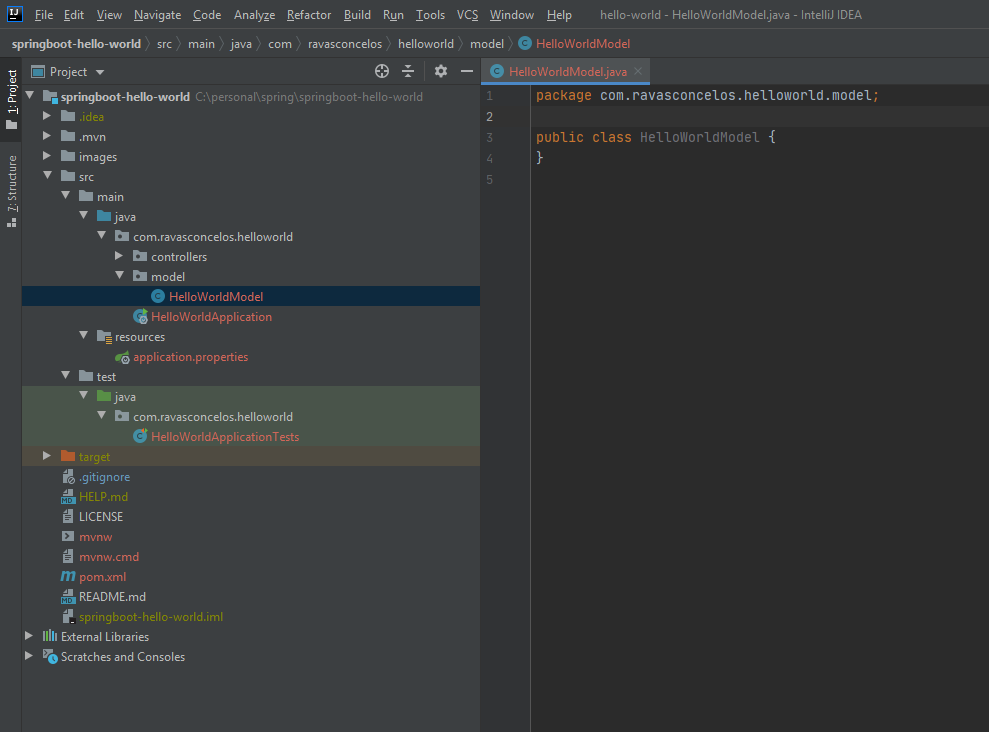 IJ File Edit View Navigate Code Analyze Refactor Build Run Tools VCS Window Help hello-world - HelloWorldModel.java - IntelliJ IDEA
springboot-hello-world src main java com ravasconcelos helloworld model C HelloWorldModel
1: Project
7: Structure
Project
springboot-hello-world C:\personal\spring\springboot-hello-world
.idea
.mvn
images
src
main
java
com.ravasconcelos.helloworld
controllers
model
C HelloWorldModel
HelloWorldApplication
resources
application.properties
test
java
com.ravasconcelos.helloworld
C HelloWorldApplicationTests
target
.gitignore
MD HELP.md
LICENSE
mvnw
mvnw.cmd
m pom.xml
MD README.md
springboot-hello-world.iml
External Libraries
Scratches and Consoles
C HelloWorldModel.java
1 package com.ravasconcelos.helloworld.model;
2
3 public class HelloWorldModel {
4 }
5